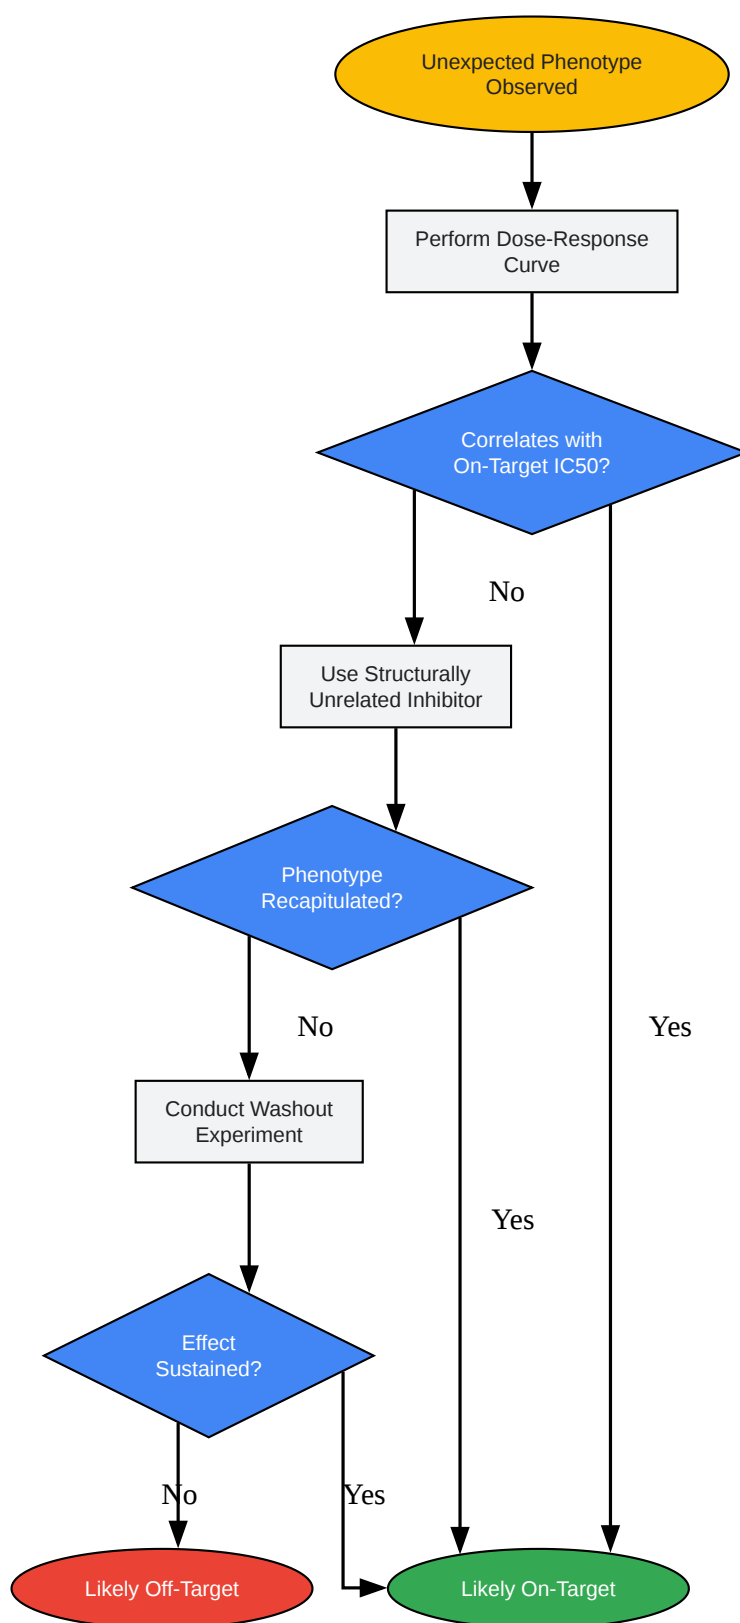 Unexpected Phenotype
Observed
Perform Dose-Response
Curve
Correlates with
On-Target IC50?
No
Use Structurally
Unrelated Inhibitor
Phenotype
Recapitulated?
No
Yes
Conduct Washout
Experiment
Yes
Effect
Sustained?
No
Yes
Likely Off-Target
Likely On-Target